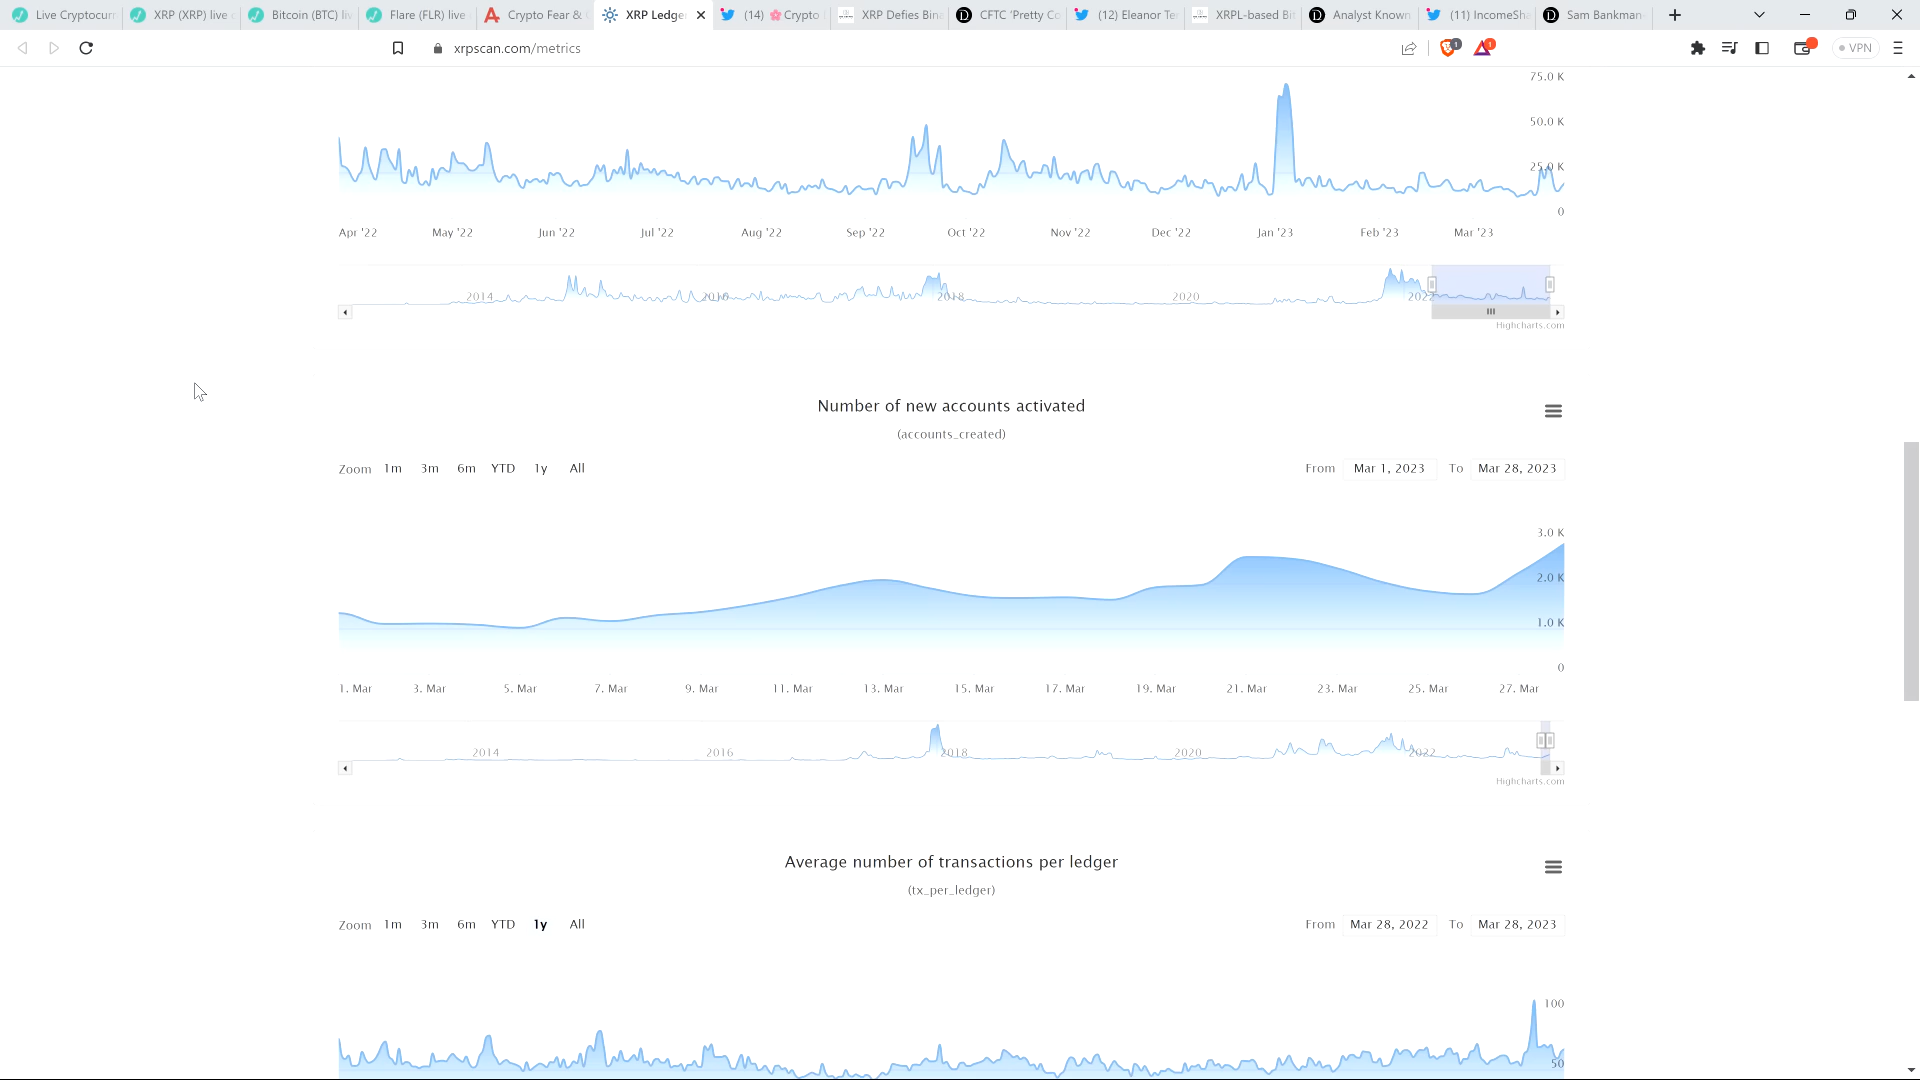 Live Cryptocurr
XRP (XRP) live c
Bitcoin (BTC) li
Flare (FLR) live
Crypto Fear &
XRP Ledge
(14) 🌸Crypto
XRP Defies Bin
CFTC 'Pretty Co
(12) Eleanor Te
XRPL-based Bi
Analyst Known
(11) IncomeSha
Sam Bankman-
xrpscan.com/metrics
1
1
VPN
75.0 K
50.0 K
25.0 K
0
Apr '22 May '22 Jun '22 Jul '22 Aug '22 Sep '22 Oct '22 Nov '22 Dec '22 Jan '23 Feb '23 Mar '23
2014 2016 2018 2020 2022
Highcharts.com
Number of new accounts activated
(accounts_created)
Zoom 1m 3m 6m YTD 1y All
From Mar 1, 2023 To Mar 28, 2023
3.0 K
2.0 K
1.0 K
0
1. Mar 3. Mar 5. Mar 7. Mar 9. Mar 11. Mar 13. Mar 15. Mar 17. Mar 19. Mar 21. Mar 23. Mar 25. Mar 27. Mar
2014 2016 2018 2020 2022
Highcharts.com
Average number of transactions per ledger
(tx_per_ledger)
Zoom 1m 3m 6m YTD 1y All
From Mar 28, 2022 To Mar 28, 2023
100
50